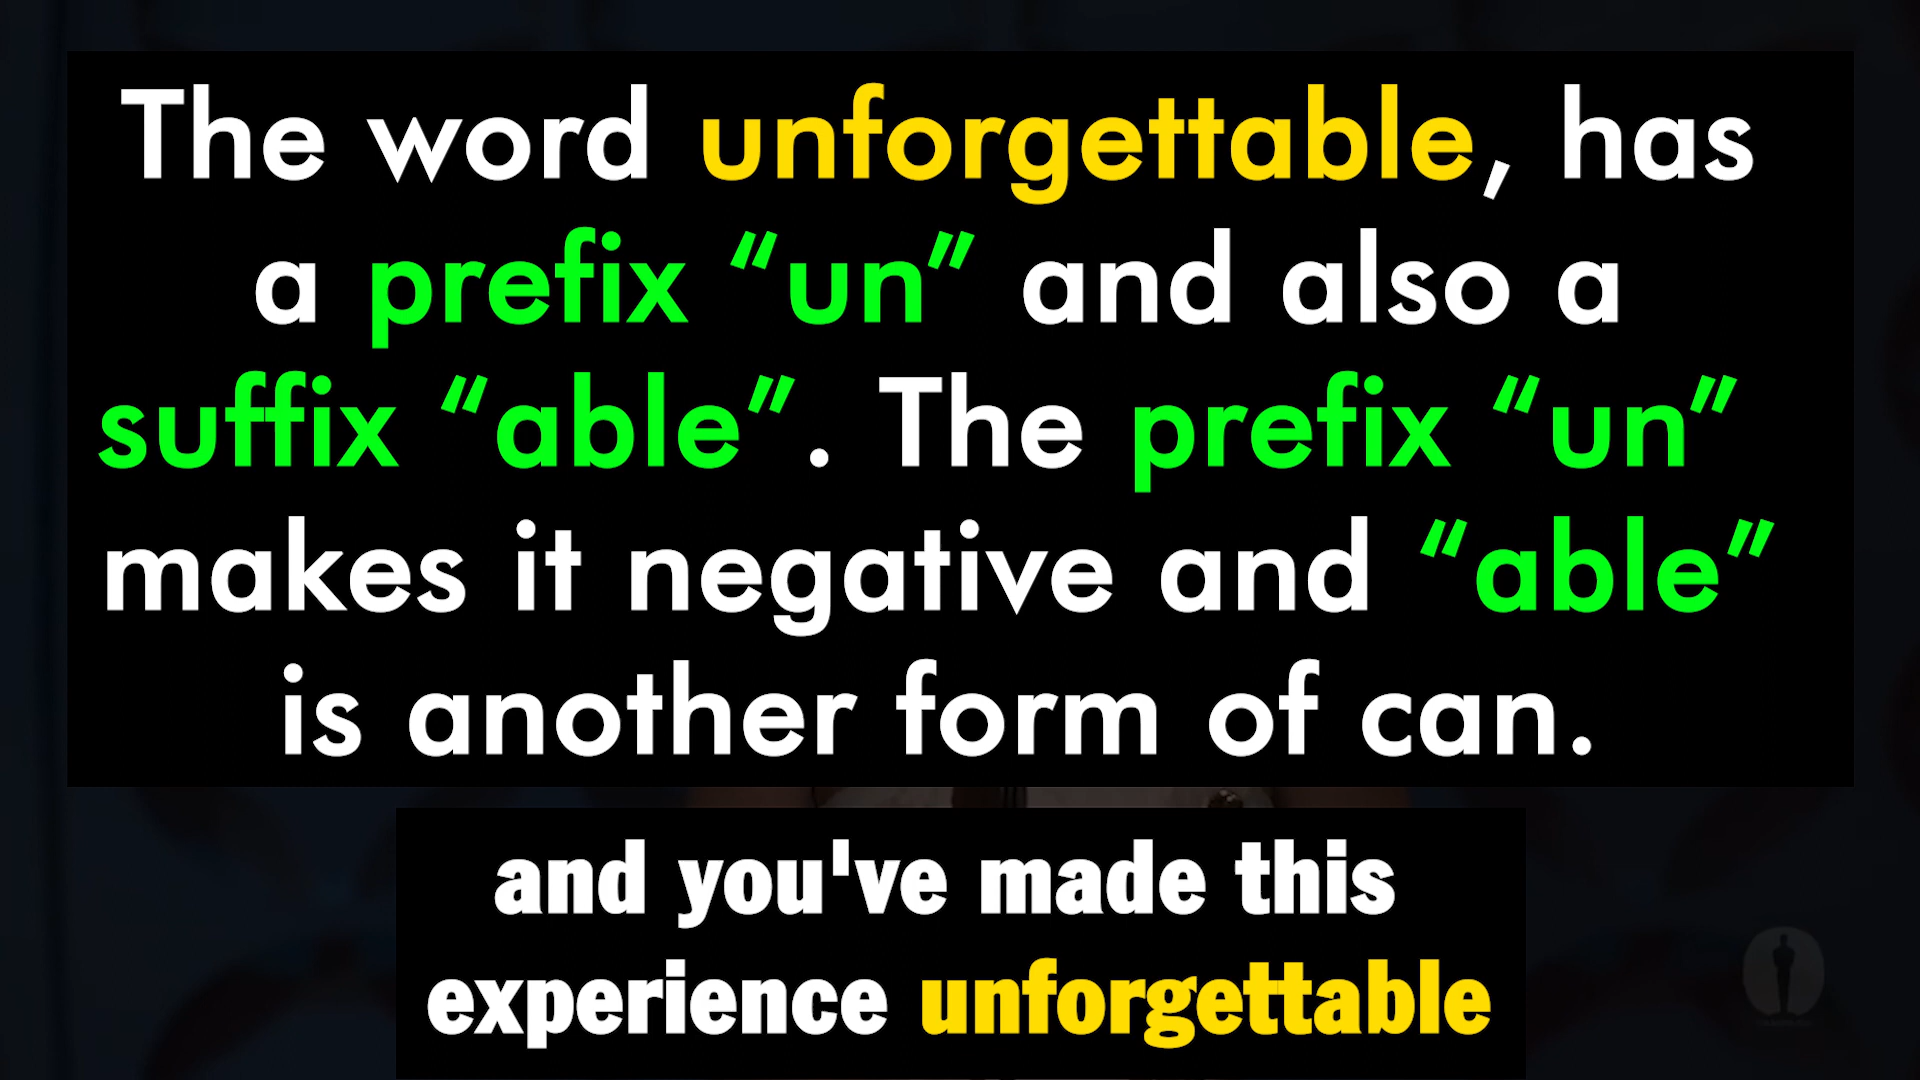 The word unforgettable, has
a prefix “un” and also a
suffix “able”. The prefix “un”
makes it negative and “able”
is another form of can.
and you've made this
experience unforgettable